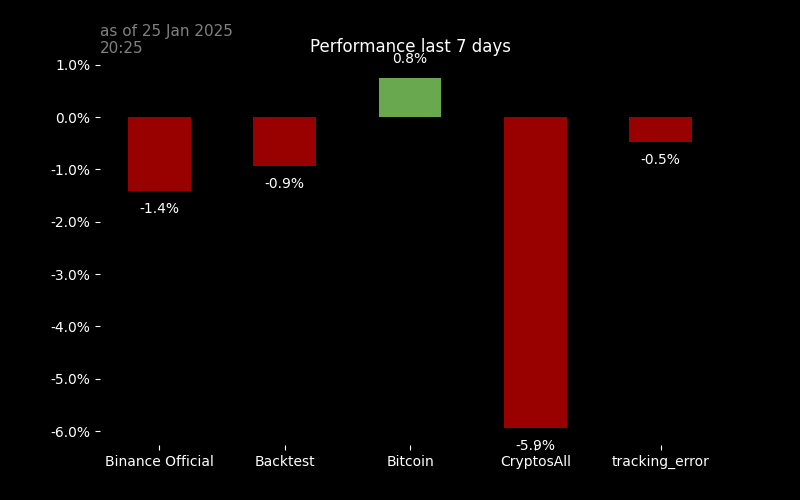 as of 25 Jan 2025
20:25
Performance last 7 days
1.0%
0.8%
0.0%
-1.0%
-2.0%
-3.0%
-4.0%
-5.0%
-6.0%
-1.4%
-0.9%
-5.9%
-0.5%
Binance Official
Backtest
Bitcoin
CryptosAll
tracking_error